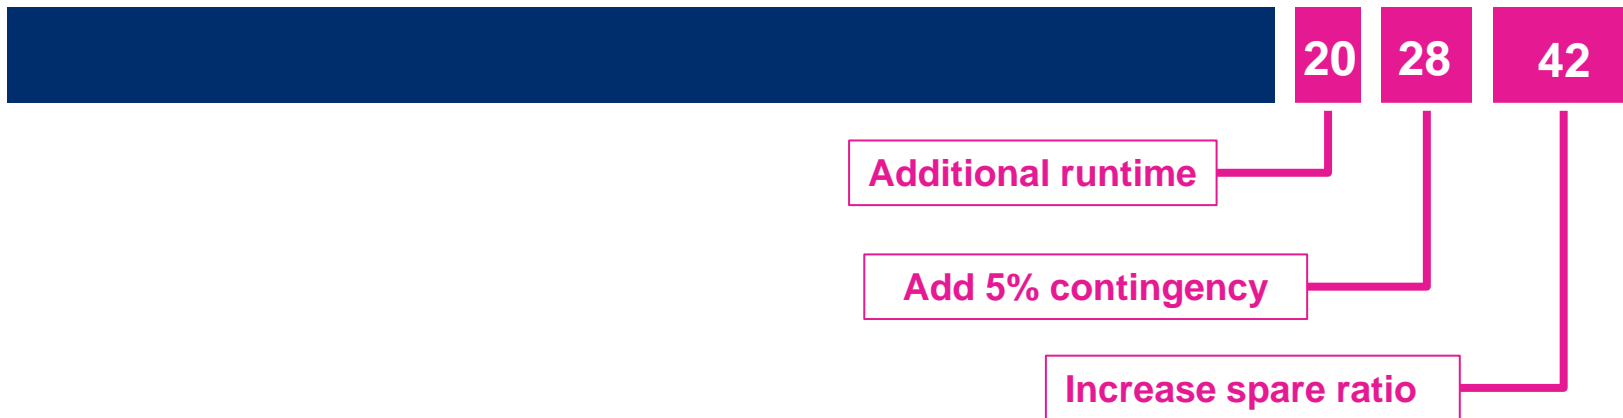 20 28 42
Additional runtime
Add 5% contingency
Increase spare ratio